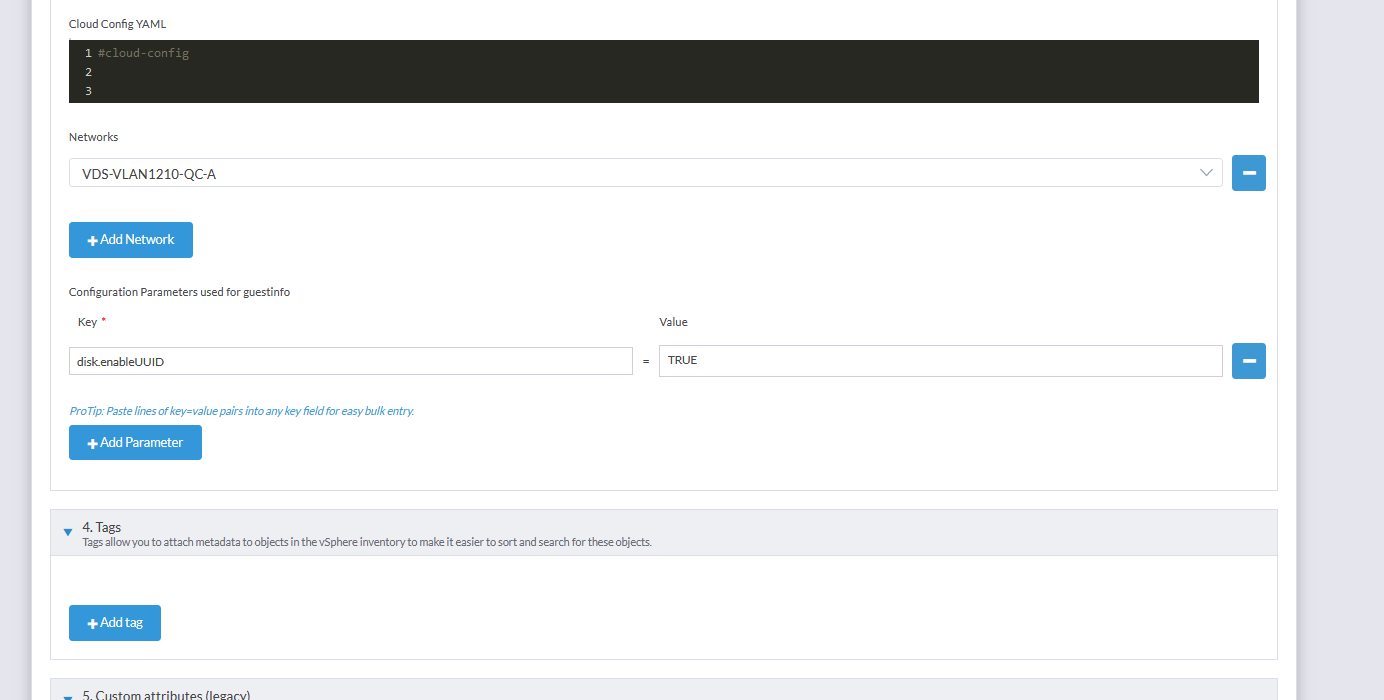 Cloud Config YAML
1 #cloud-config
2
3
Networks
VDS-VLAN1210-QC-A
Add Network
Configuration Parameters used for guestinfo
Key * Value
disk.enableUUID = TRUE
ProTip: Paste lines of key=value pairs into any key field for easy bulk entry.
Add Parameter
4. Tags
Tags allow you to attach metadata to objects in the vSphere inventory to make it easier to sort and search for these objects.
Add tag
5. Custom attributes (legacy)